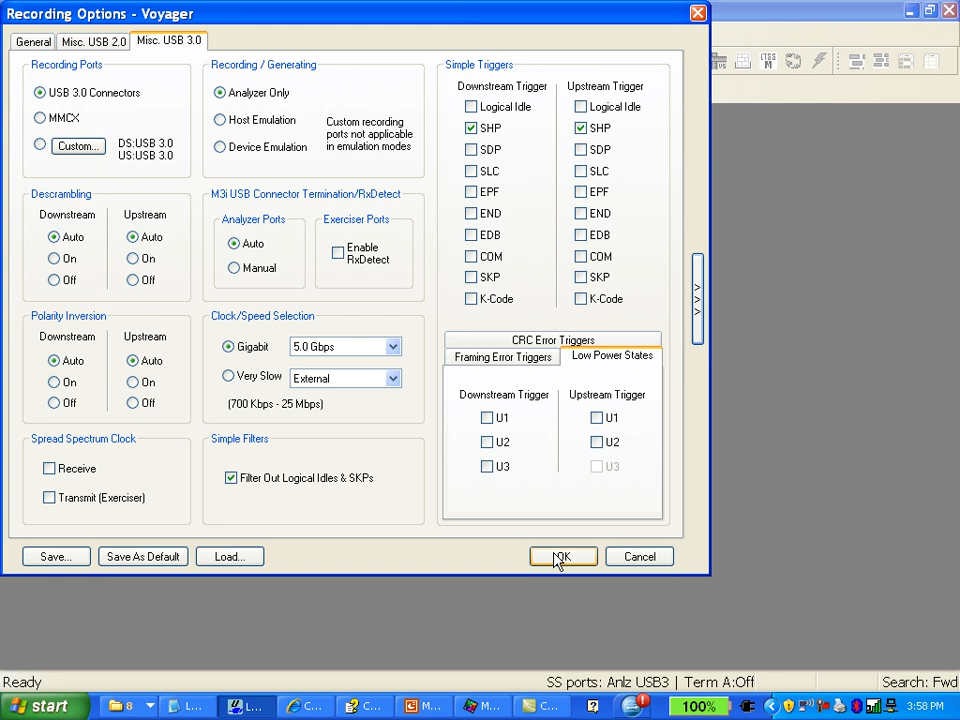 Recording Options - Voyager
General
Misc. USB 2.0
Misc. USB 3.0
Recording Ports
USB 3.0 Connectors
MMCX
Custom...
DS:USB 3.0
US:USB 3.0
Recording / Generating
Analyzer Only
Host Emulation
Device Emulation
Custom recording
ports not applicable
in emulation modes
Descrambling
Downstream
Upstream
Auto
Auto
On
On
Off
Off
M3i USB Connector Termination/RxDetect
Analyzer Ports
Auto
Manual
Exerciser Ports
Enable
RxDetect
Polarity Inversion
Downstream
Upstream
Auto
Auto
On
On
Off
Off
Clock/Speed Selection
Gigabit
5.0 Gbps
Very Slow
External
(700 Kbps - 25 Mbps)
Spread Spectrum Clock
Receive
Transmit (Exerciser)
Simple Filters
Filter Out Logical Idles & SKPs
Simple Triggers
Downstream Trigger
Upstream Trigger
Logical Idle
Logical Idle
SHP
SHP
SDP
SDP
SLC
SLC
EPF
EPF
END
END
EDB
EDB
COM
COM
SKP
SKP
K-Code
K-Code
CRC Error Triggers
Framing Error Triggers
Low Power States
Downstream Trigger
Upstream Trigger
U1
U1
U2
U2
U3
U3
>
>
>
Save...
Save As Default
Load...
OK
Cancel
Ready
SS ports: Anlz USB3
Term A:Off
Search: Fwd
start
8
L...
L...
C...
C...
M...
M...
C...
100%
3:58 PM